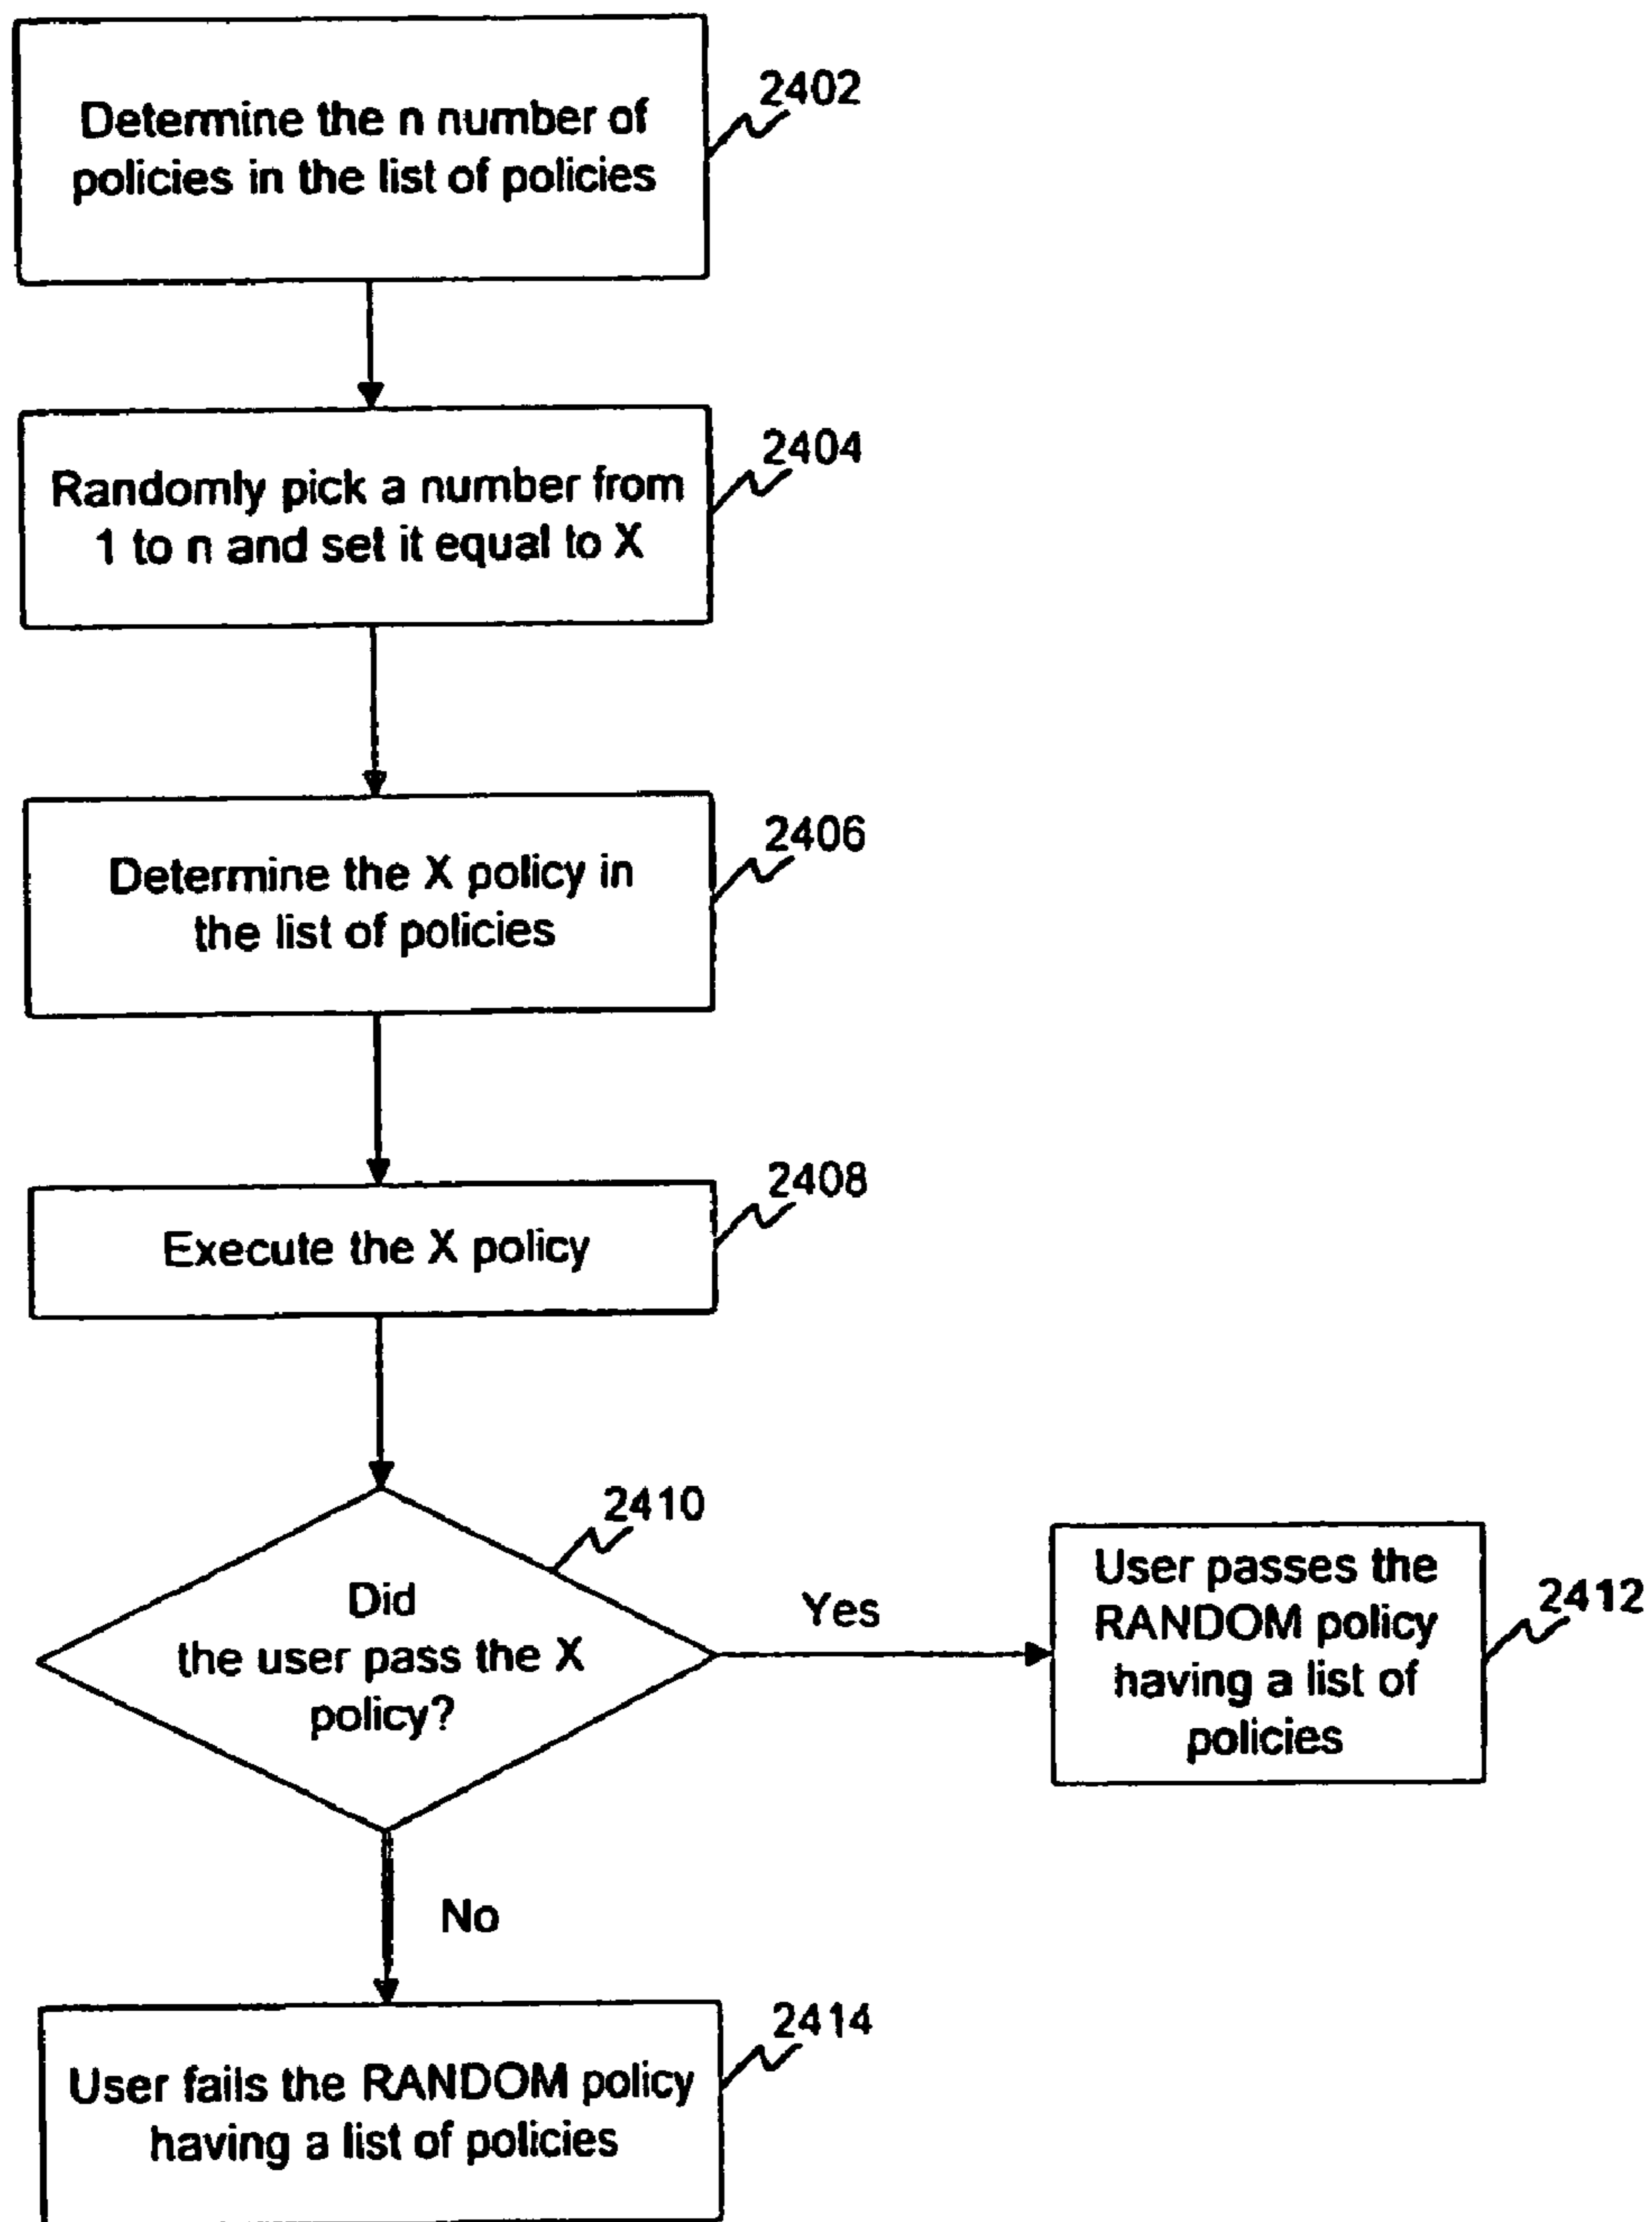 Determine the n number of
policies in the list of policies
2402
Randomly pick a number from
1 to n and set it equal to X
2404
Determine the X policy in
the list of policies
2406
Execute the X policy
2408
Did
the user pass the X
policy?
2410
Yes
User passes the
RANDOM policy
having a list of
policies
2412
No
User fails the RANDOM policy
having a list of policies
2414